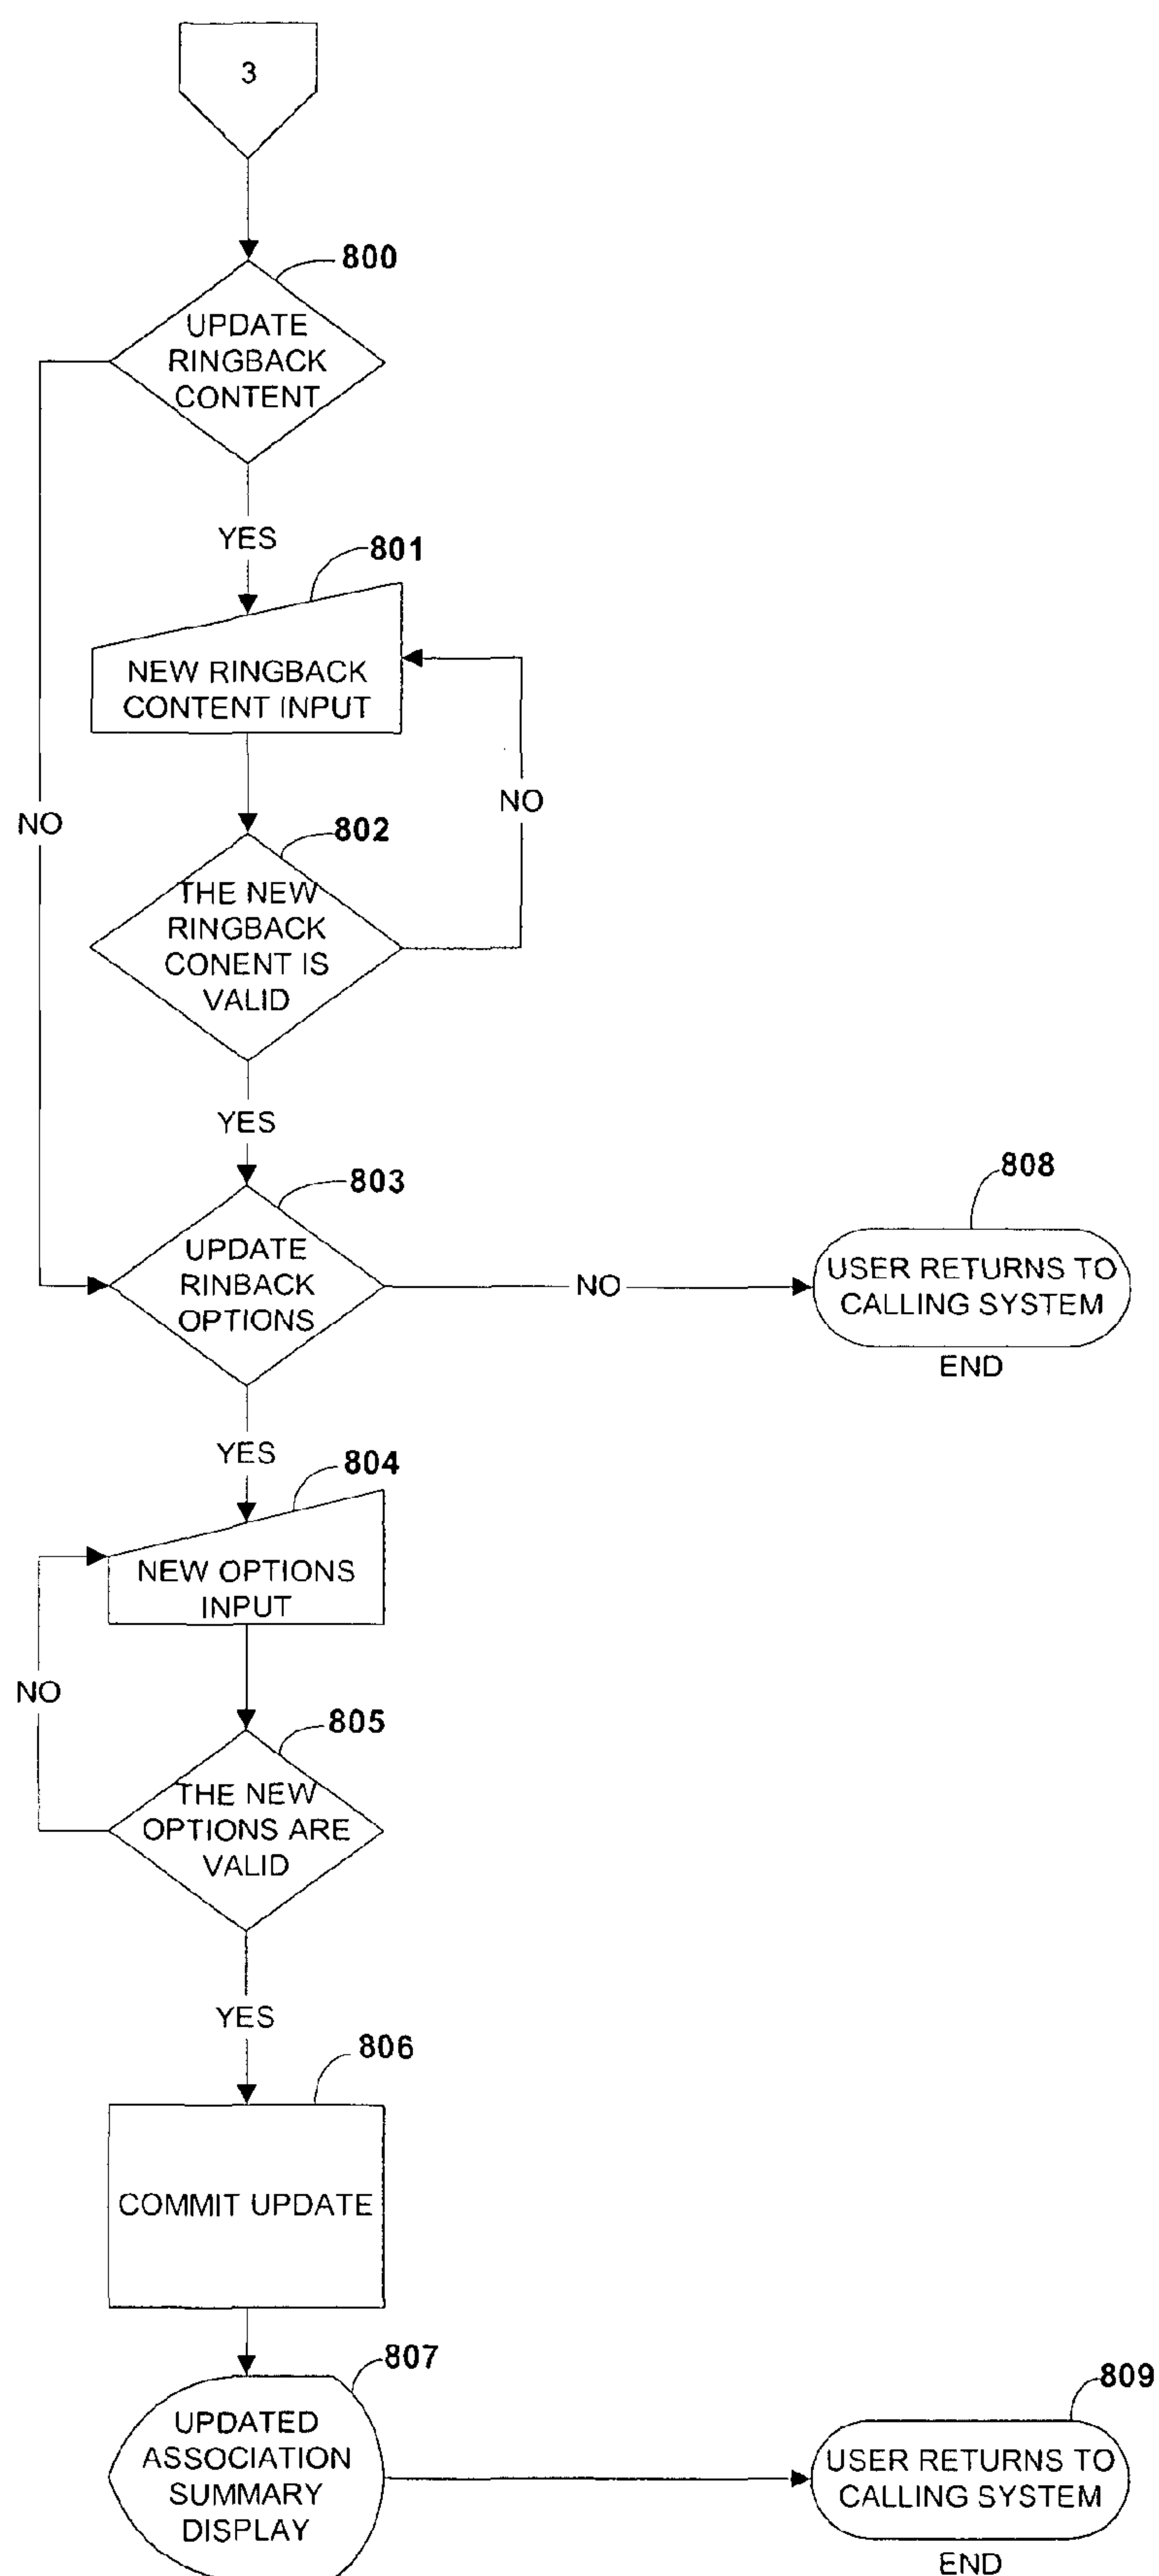 3
800
UPDATE
RINGBACK
CONTENT
YES
801
NEW RINGBACK
CONTENT INPUT
NO
NO
802
THE NEW
RINGBACK
CONENT IS
VALID
YES
803
UPDATE
RINBACK
OPTIONS
NO
808
USER RETURNS TO
CALLING SYSTEM
END
YES
804
NEW OPTIONS
INPUT
NO
805
THE NEW
OPTIONS ARE
VALID
YES
806
COMMIT UPDATE
807
UPDATED
ASSOCIATION
SUMMARY
DISPLAY
809
USER RETURNS TO
CALLING SYSTEM
END